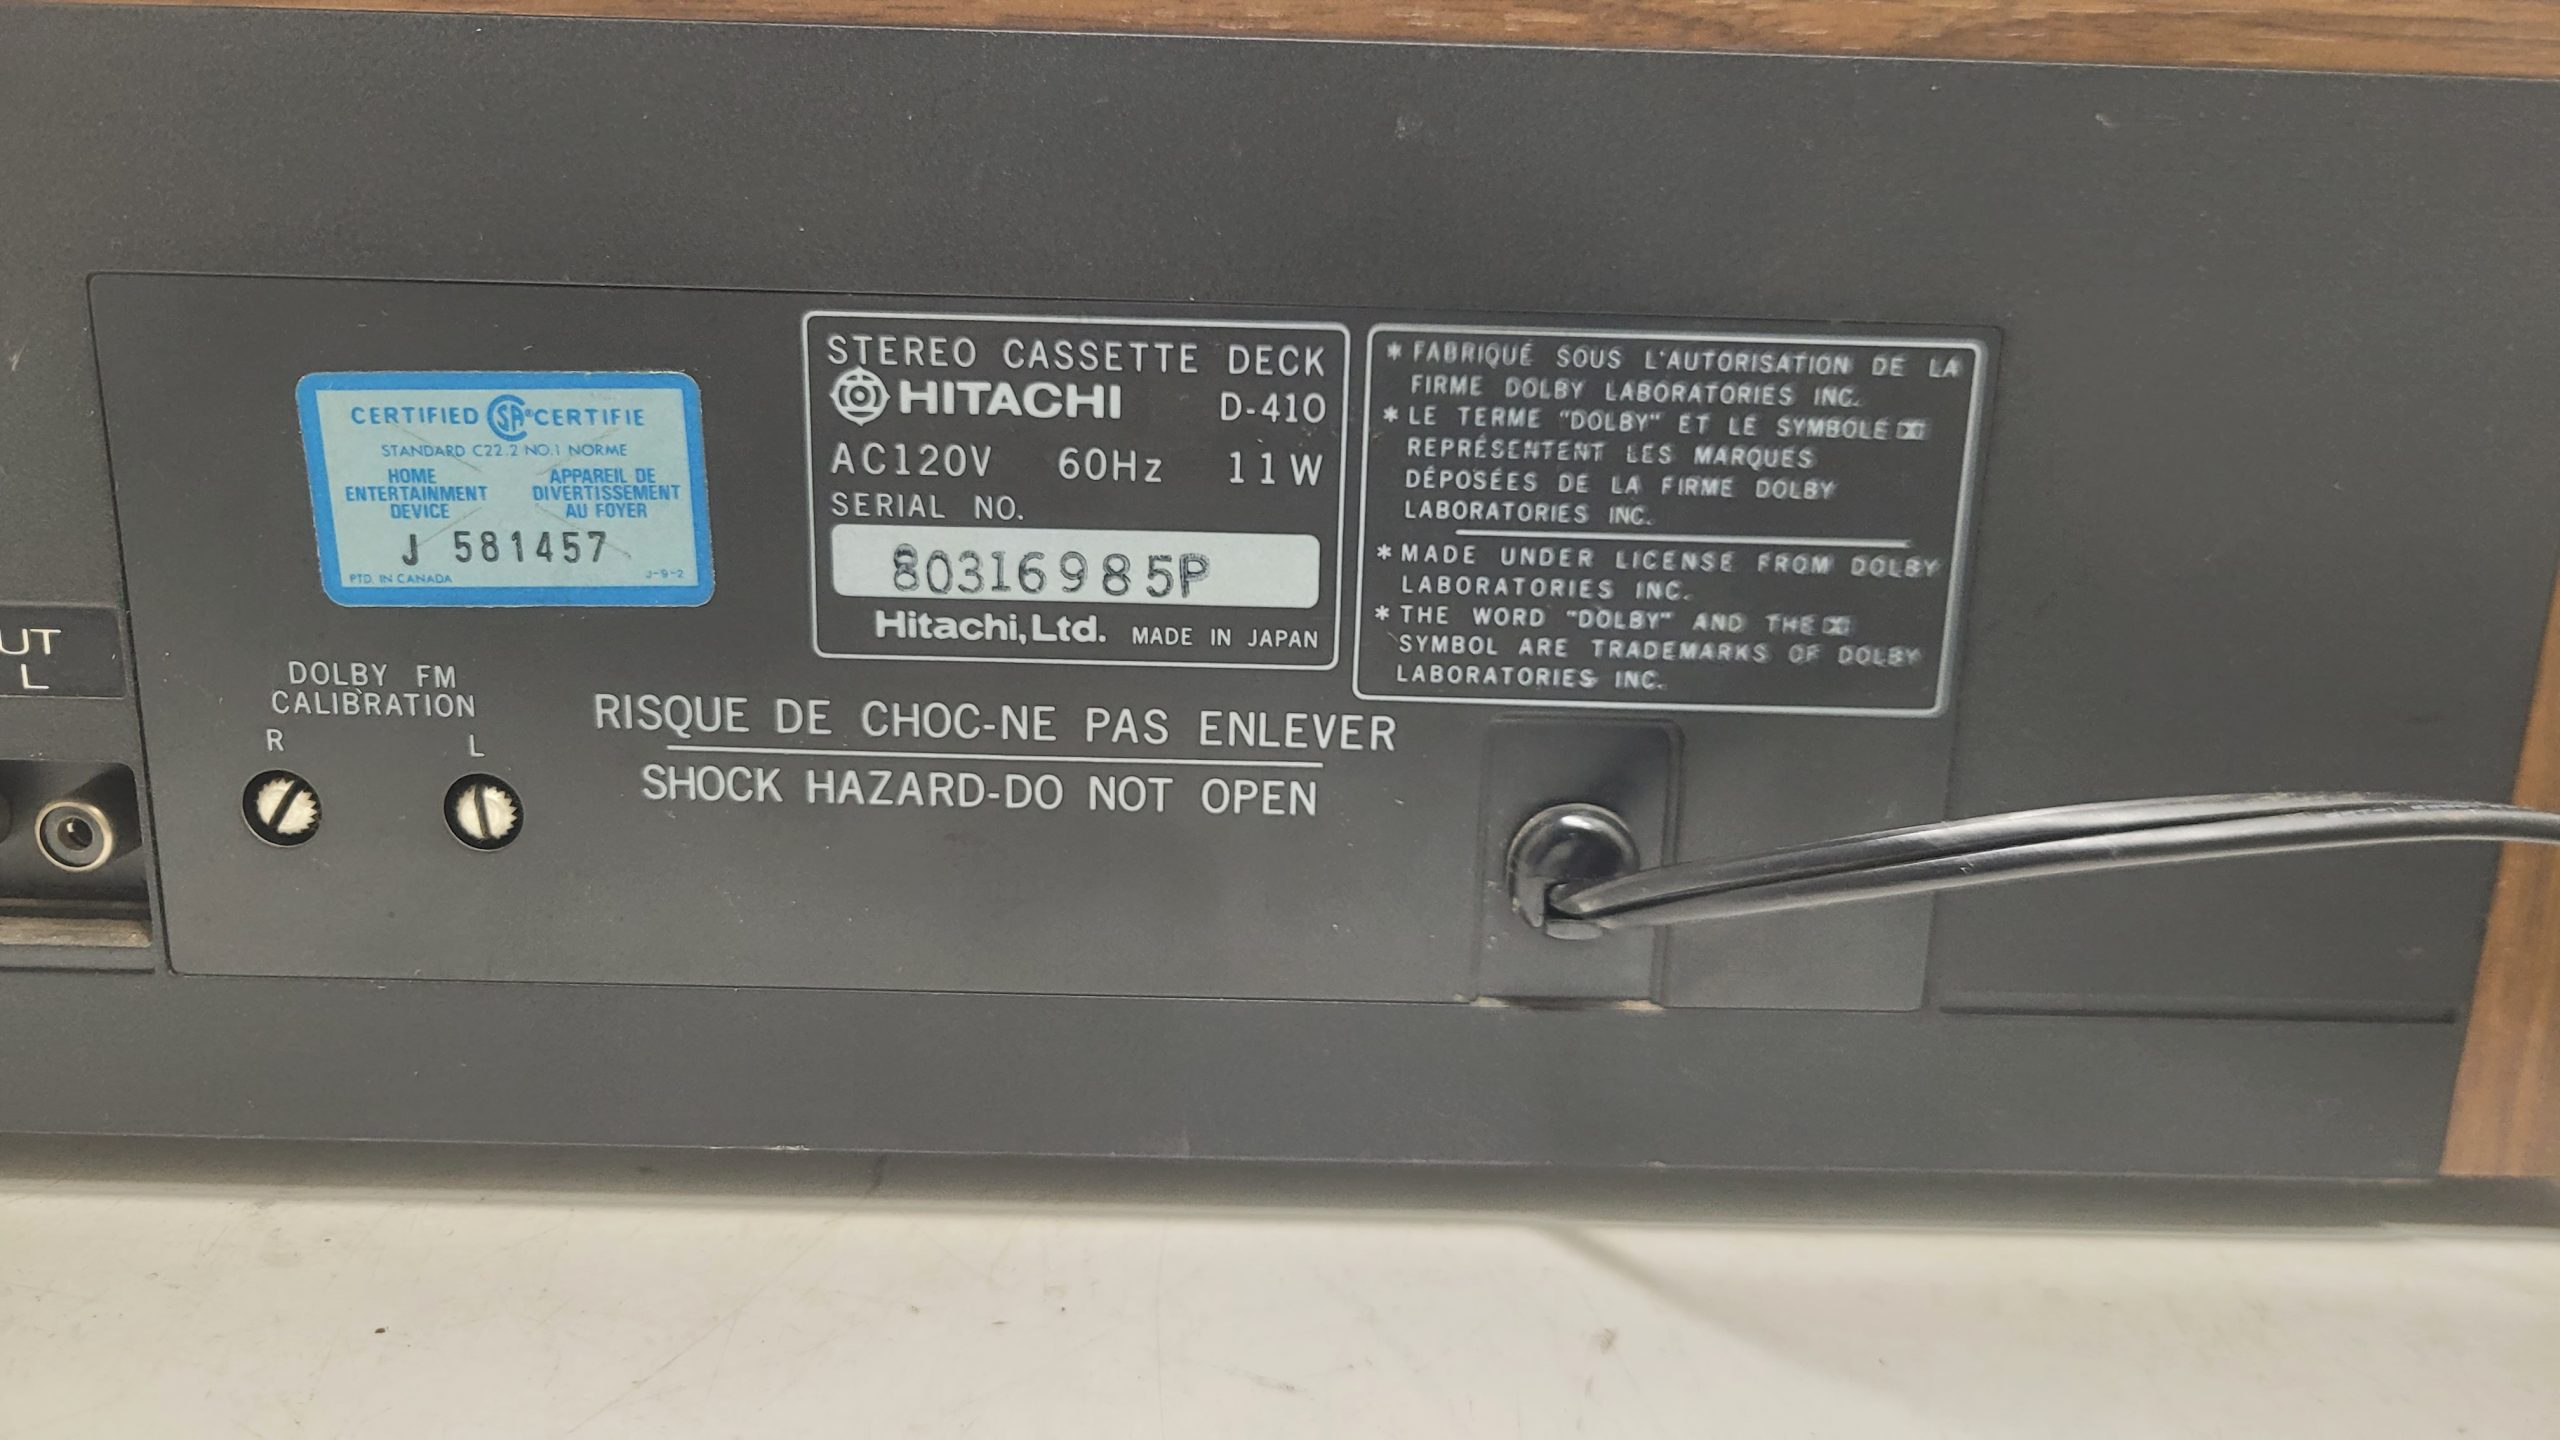 CERTIFIED SA® CERTIFIE
STANDARD C22.2 NO.1 NORME
HOME
ENTERTAINMENT
DEVICE
APPAREIL DE
DIVERTISSEMENT
AU FOYER
J 581457
PTD. IN CANADA J-9-2
UT
L
DOLBY FM
CALIBRATION
R L
STEREO CASSETTE DECK
HITACHI D-410
AC120V 60Hz 11W
SERIAL NO.
80316985P
Hitachi, Ltd. MADE IN JAPAN
RISQUE DE CHOC-NE PAS ENLEVER
SHOCK HAZARD-DO NOT OPEN
* FABRIQUÉ SOUS L'AUTORISATION DE LA
FIRME DOLBY LABORATORIES INC.
* LE TERME "DOLBY" ET LE SYMBOLE
REPRÉSENTENT LES MARQUES
DÉPOSÉES DE LA FIRME DOLBY
LABORATORIES INC.
* MADE UNDER LICENSE FROM DOLBY
LABORATORIES INC.
* THE WORD "DOLBY" AND THE
SYMBOL ARE TRADEMARKS OF DOLBY
LABORATORIES INC.